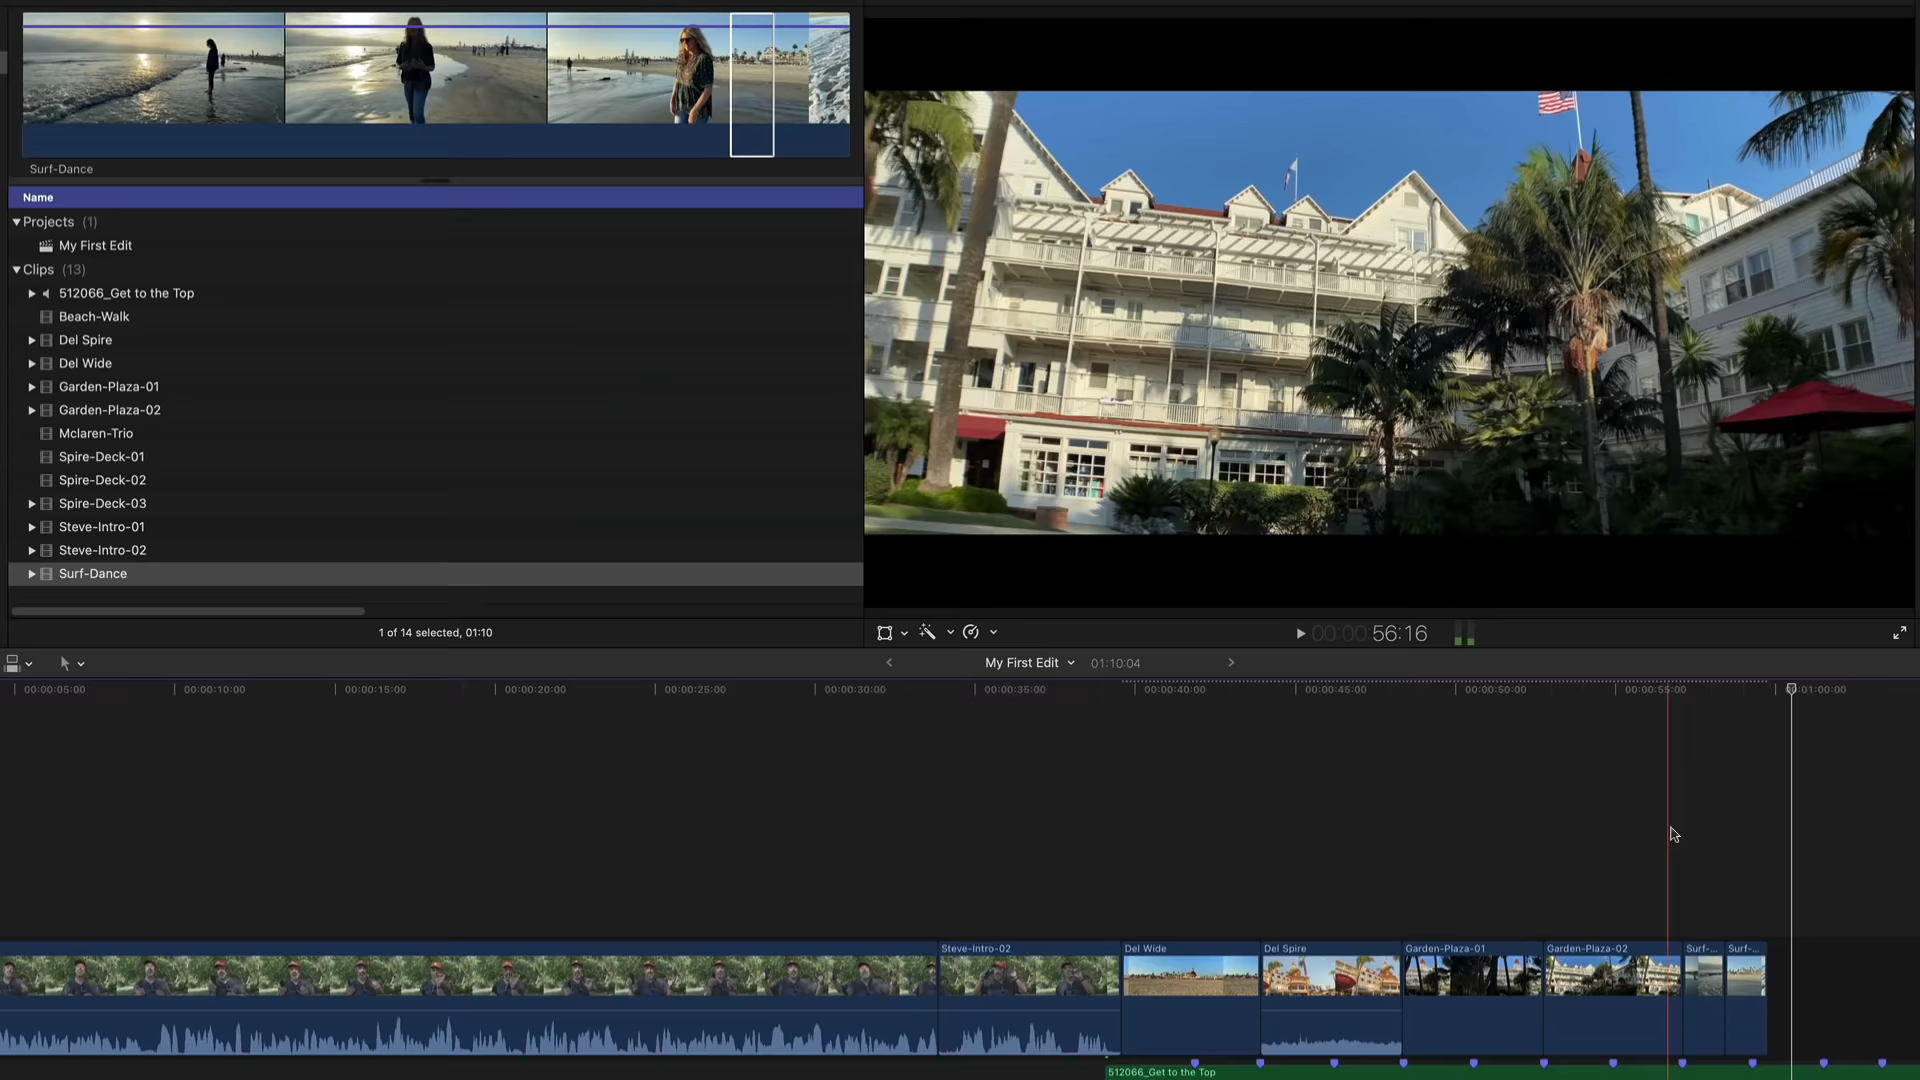 Surf-Dance
Name
Projects (1)
My First Edit
Clips (13)
512066_Get to the Top
Beach-Walk
Del Spire
Del Wide
Garden-Plaza-01
Garden-Plaza-02
Mclaren-Trio
Spire-Deck-01
Spire-Deck-02
Spire-Deck-03
Steve-Intro-01
Steve-Intro-02
Surf-Dance
1 of 14 selected, 01:10
00:00:56:16
My First Edit 01:10:04
00:00:05:00 00:00:10:00 00:00:15:00 00:00:20:00 00:00:25:00 00:00:30:00 00:00:35:00 00:00:40:00 00:00:45:00 00:00:50:00 00:00:55:00 00:01:00:00
Steve-Intro-02 Del Wide Del Spire Garden-Plaza-01 Garden-Plaza-02 Surf-... Surf-...
512066_Get to the Top